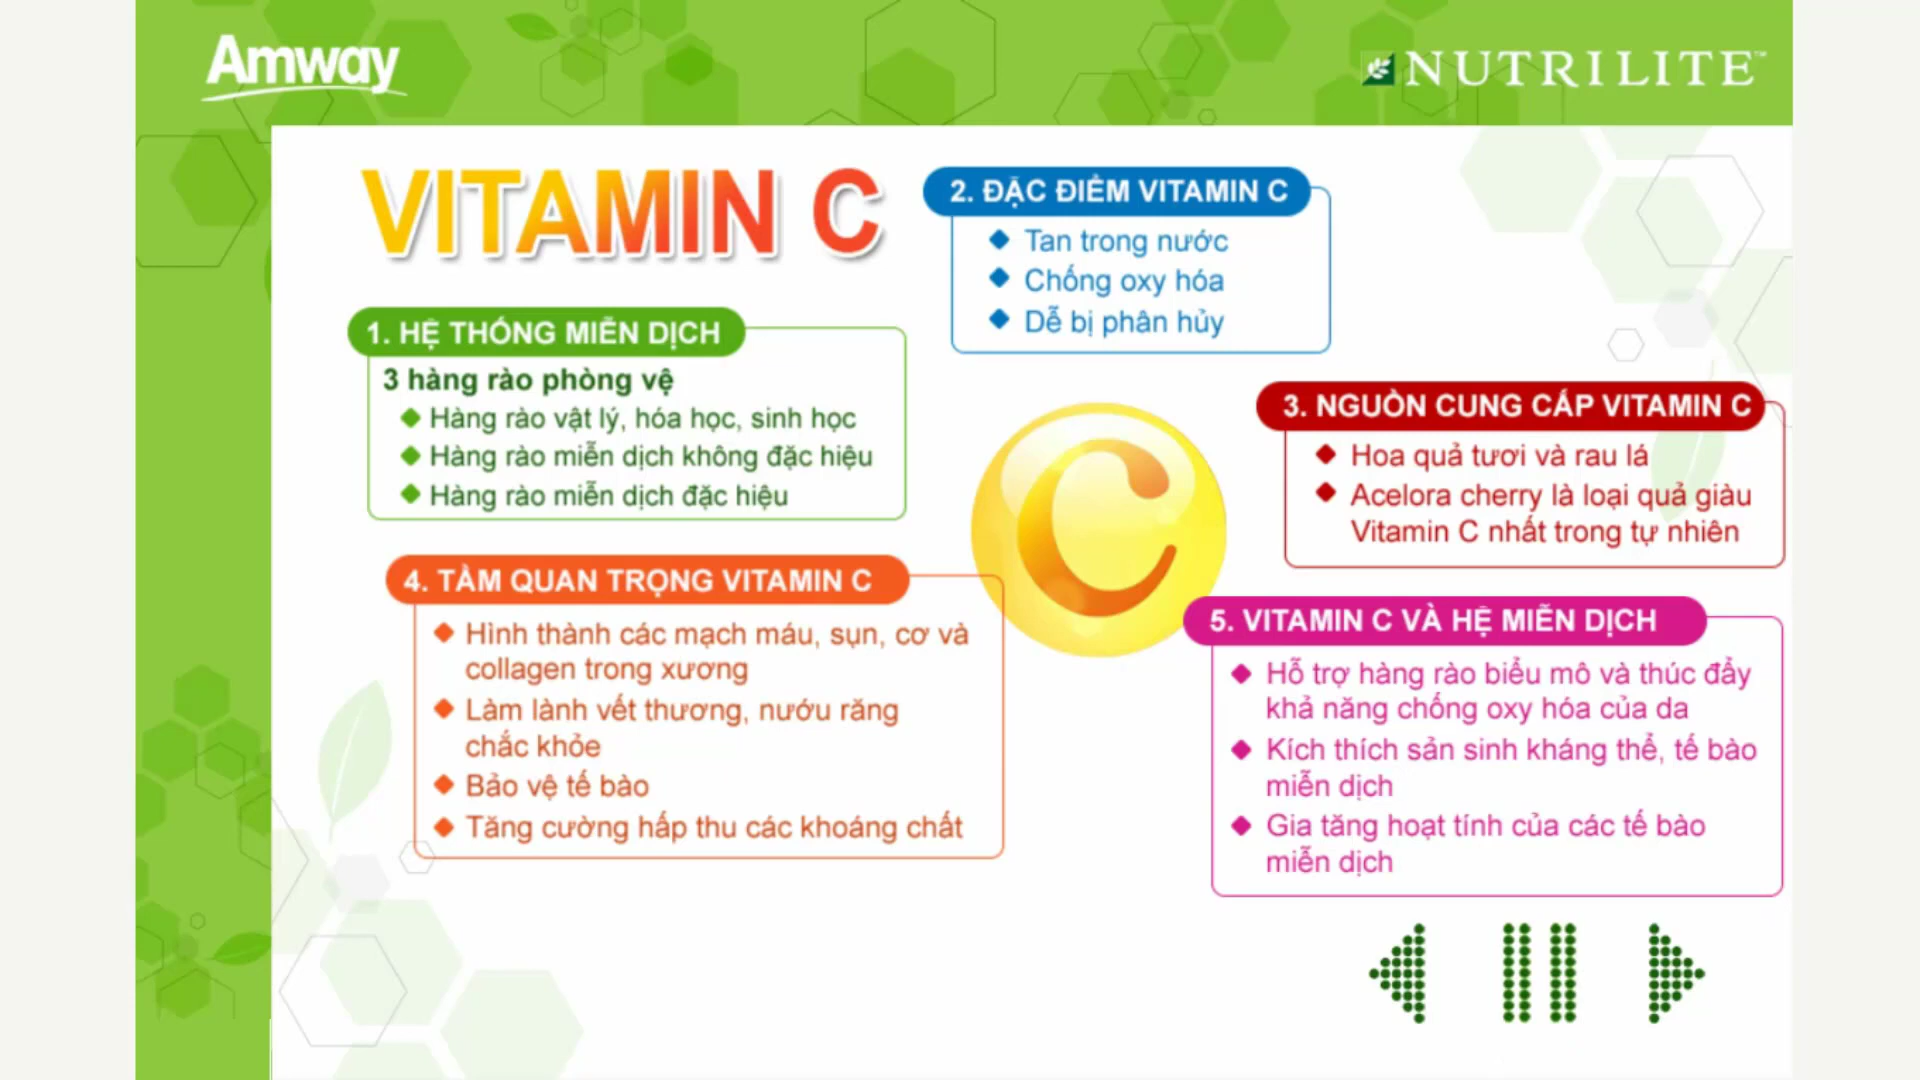 Amway
NUTRILITE™
VITAMIN C
1. HỆ THỐNG MIỄN DỊCH
3 hàng rào phòng vệ
Hàng rào vật lý, hóa học, sinh học
Hàng rào miễn dịch không đặc hiệu
Hàng rào miễn dịch đặc hiệu
2. ĐẶC ĐIỂM VITAMIN C
Tan trong nước
Chống oxy hóa
Dễ bị phân hủy
C
3. NGUỒN CUNG CẤP VITAMIN C
Hoa quả tươi và rau lá
Acelora cherry là loại quả giàu
Vitamin C nhất trong tự nhiên
4. TẦM QUAN TRỌNG VITAMIN C
Hình thành các mạch máu, sụn, cơ và
collagen trong xương
Làm lành vết thương, nướu răng
chắc khỏe
Bảo vệ tế bào
Tăng cường hấp thu các khoáng chất
5. VITAMIN C VÀ HỆ MIỄN DỊCH
Hỗ trợ hàng rào biểu mô và thúc đẩy
khả năng chống oxy hóa của da
Kích thích sản sinh kháng thể, tế bào
miễn dịch
Gia tăng hoạt tính của các tế bào
miễn dịch